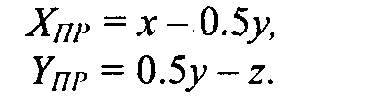 X_ПР = x – 0.5y,
Y_ПР = 0.5y – z.